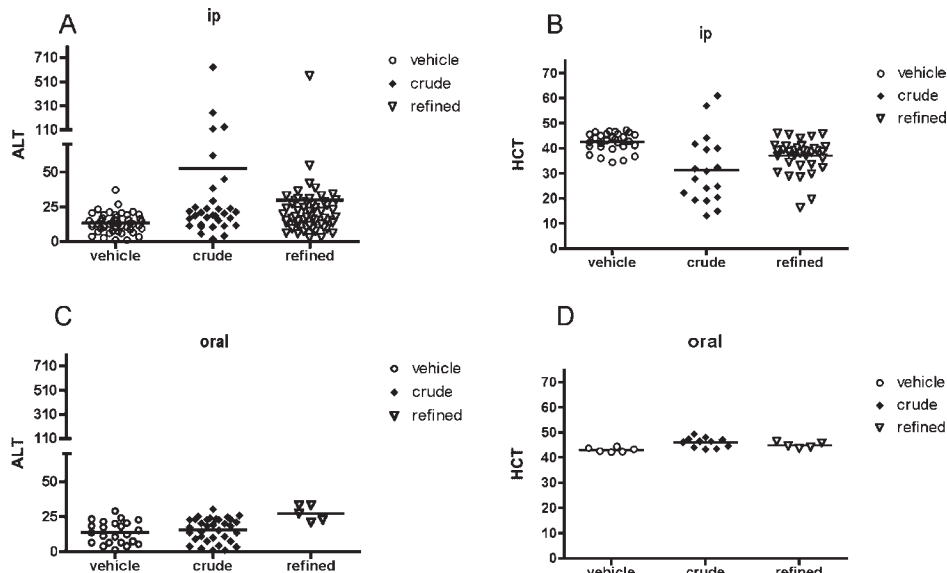 A
ip
710
510
310
110
50
25
0
ALT
vehicle
crude
refined
vehicle
crude
refined
B
ip
70
60
50
40
30
20
10
0
HCT
vehicle
crude
refined
vehicle
crude
refined
C
oral
710
510
310
110
50
25
0
ALT
vehicle
crude
refined
vehicle
crude
refined
D
oral
70
60
50
40
30
20
10
0
HCT
vehicle
crude
refined
vehicle
crude
refined